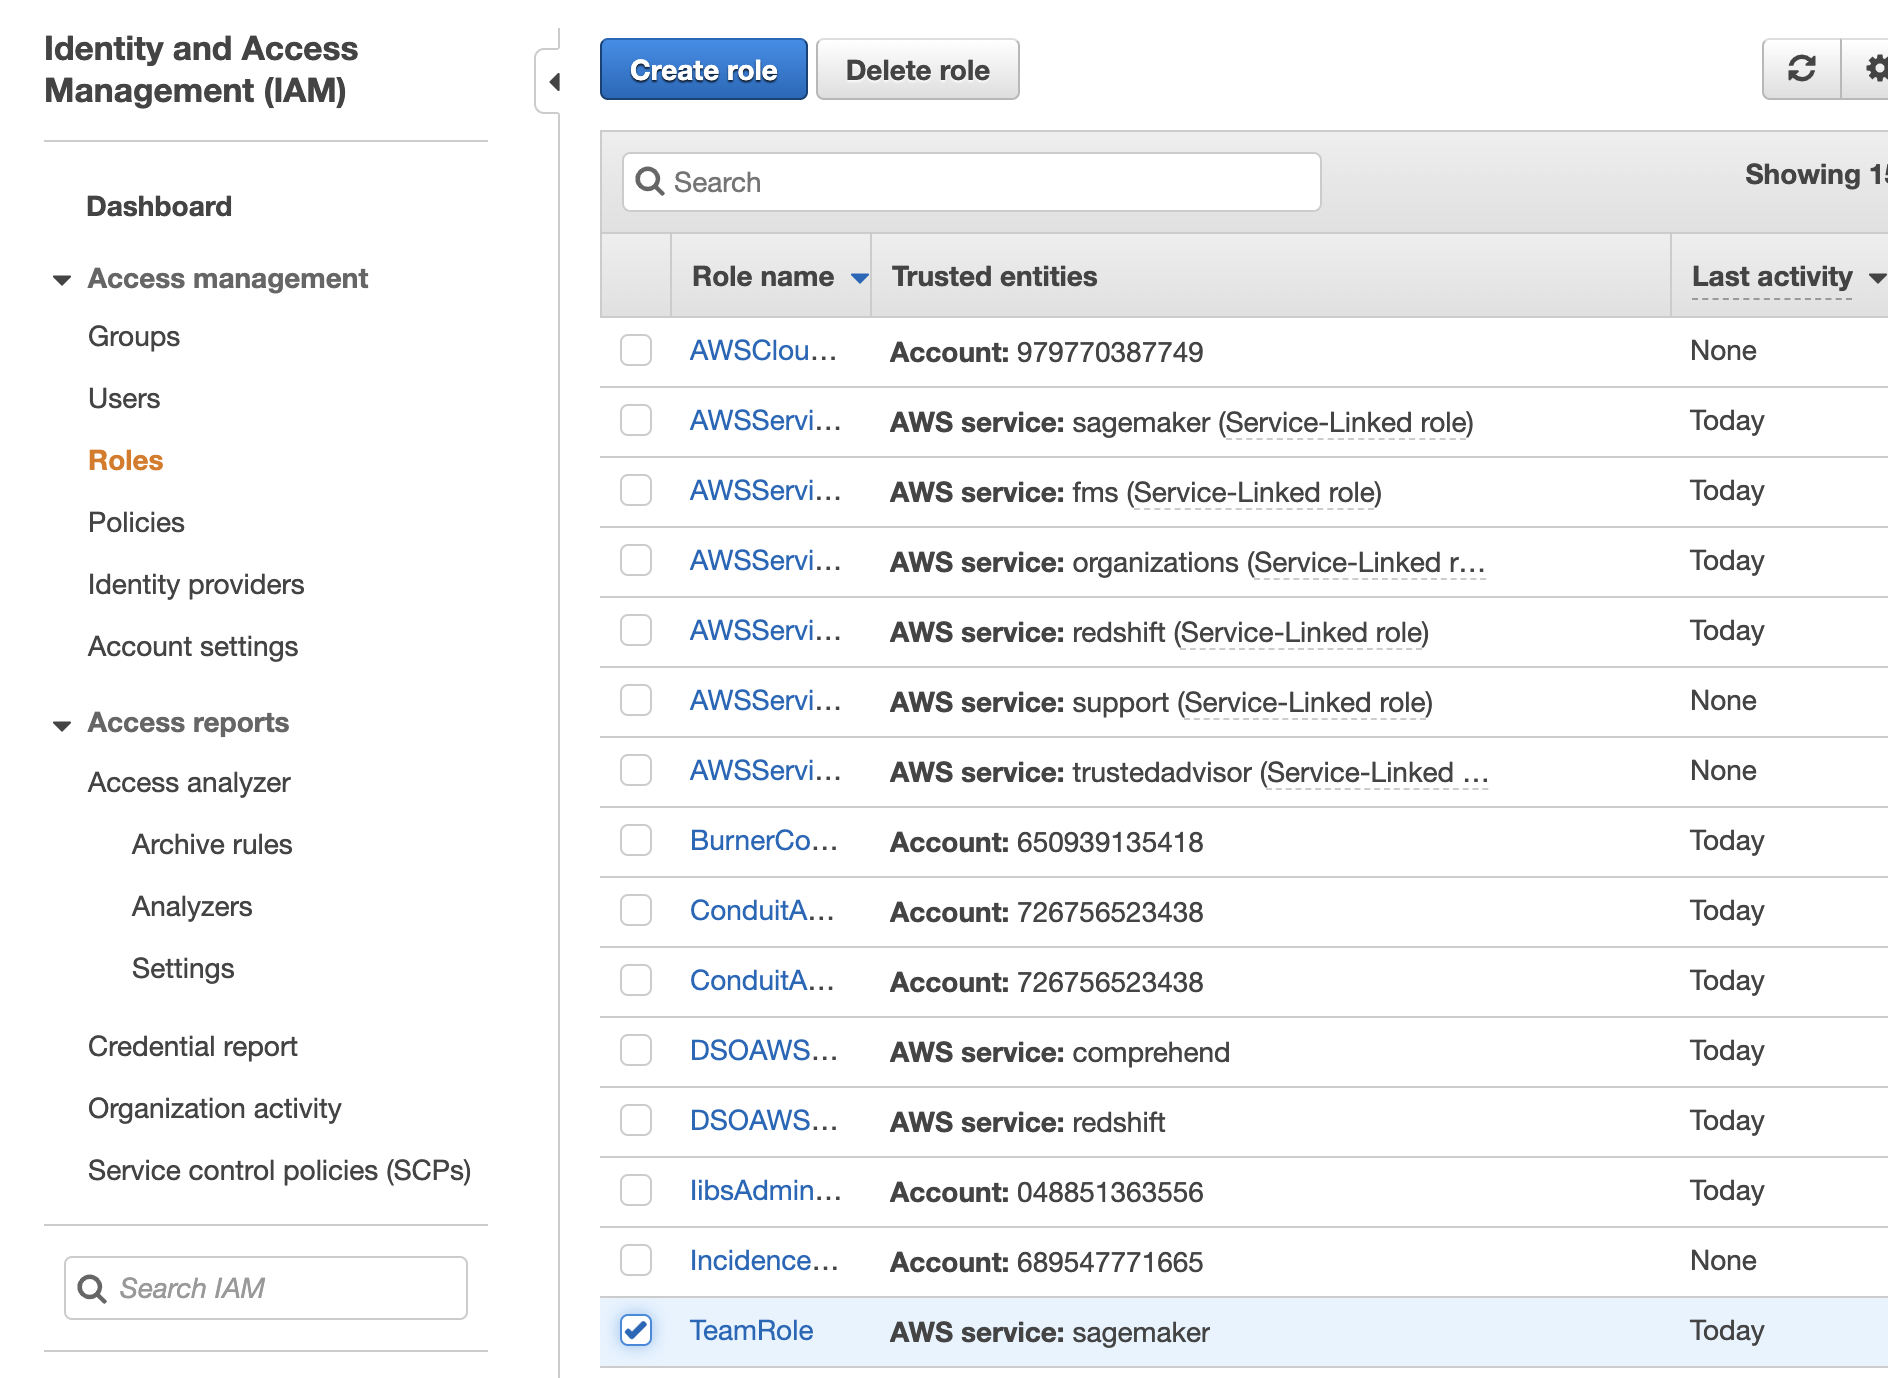 Identity and Access
Management (IAM)
Dashboard
Access management
Groups
Users
Roles
Policies
Identity providers
Account settings
Access reports
Access analyzer
Archive rules
Analyzers
Settings
Credential report
Organization activity
Service control policies (SCPs)
Search IAM
Create role Delete role
Search
Showing 15
Role name Trusted entities Last activity
AWSClou... Account: 979770387749 None
AWSServi... AWS service: sagemaker (Service-Linked role) Today
AWSServi... AWS service: fms (Service-Linked role) Today
AWSServi... AWS service: organizations (Service-Linked r... Today
AWSServi... AWS service: redshift (Service-Linked role) Today
AWSServi... AWS service: support (Service-Linked role) None
AWSServi... AWS service: trustedadvisor (Service-Linked ... None
BurnerCo... Account: 650939135418 Today
ConduitA... Account: 726756523438 Today
ConduitA... Account: 726756523438 Today
DSOAWS... AWS service: comprehend Today
DSOAWS... AWS service: redshift Today
IibsAdmin... Account: 048851363556 Today
Incidence... Account: 689547771665 None
TeamRole AWS service: sagemaker Today